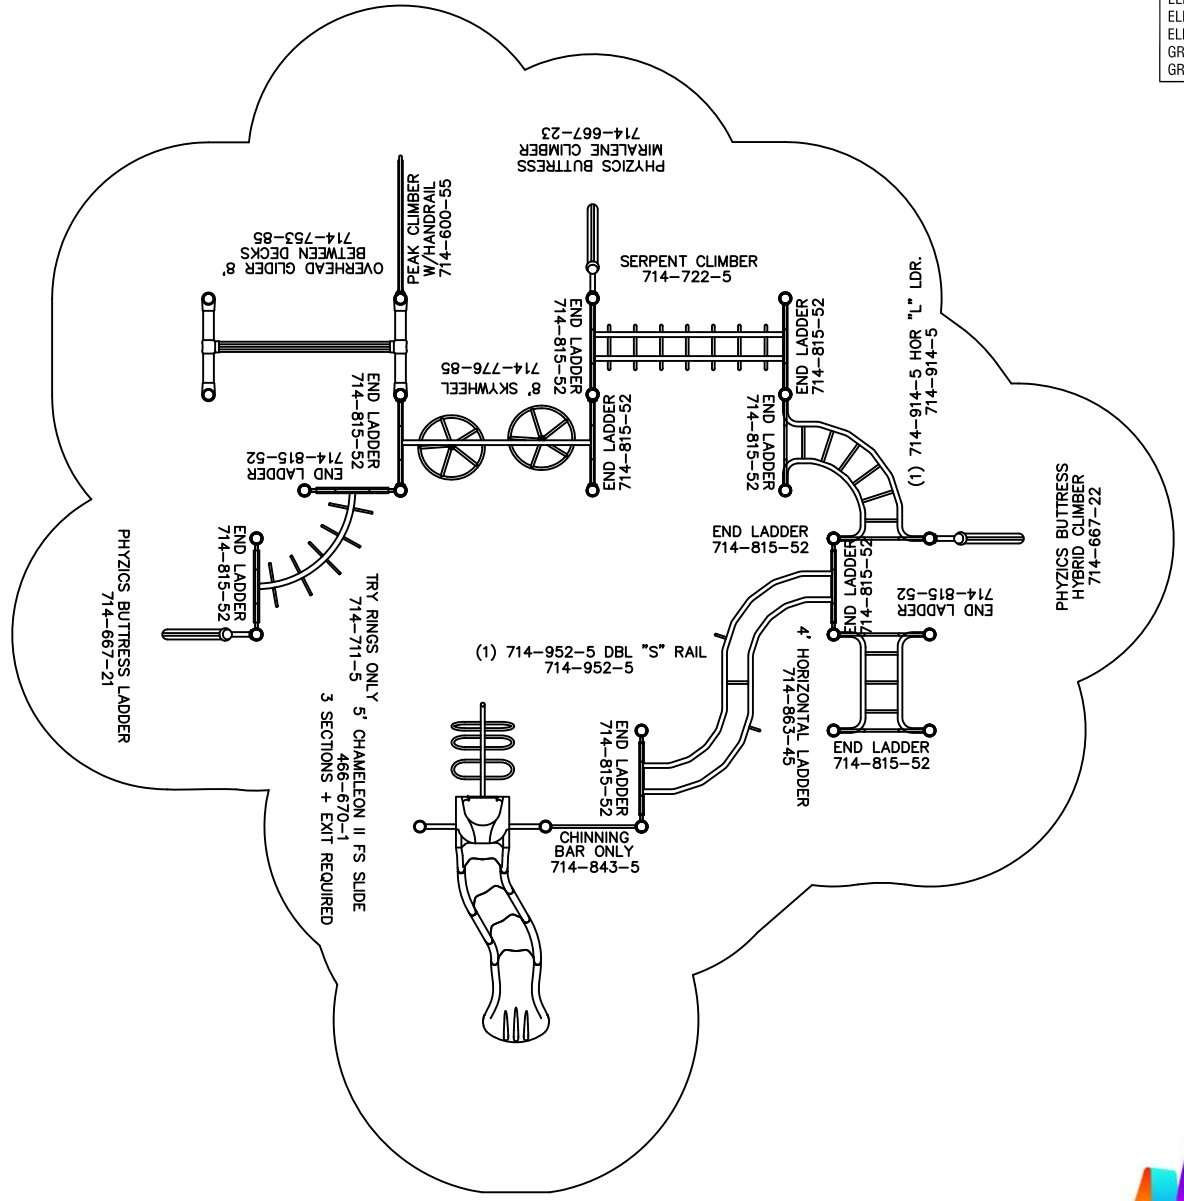 ELE
ELE
GR
GR
PHYZICS BUTTRESS
MIRALENE CLIMBER
714-667-23
PEAK CLIMBER
W/HANDRAIL
714-600-55
OVERHEAD GLIDER 8'
BETWEEN DECKS
714-753-85
SERPENT CLIMBER
714-722-5
END LADDER
714-815-52
END LADDER
714-815-52
(1) 714-914-5 HOR "L" LDR.
714-914-5
8' SKYWHEEL
714-776-85
END LADDER
714-815-52
END LADDER
714-815-52
END LADDER
714-815-52
END LADDER
714-815-52
END LADDER
714-815-52
PHYZICS BUTTRESS
HYBRID CLIMBER
714-667-22
END LADDER
714-815-52
END LADDER
714-815-52
END LADDER
714-815-52
PHYZICS BUTTRESS LADDER
714-667-21
TRY RINGS ONLY
714-711-5
(1) 714-952-5 DBL "S" RAIL
714-952-5
4' HORIZONTAL LADDER
714-863-45
END LADDER
714-815-52
END LADDER
714-815-52
5' CHAMELEON II FS SLIDE
466-670-1
3 SECTIONS + EXIT REQUIRED
CHINNING
BAR ONLY
714-843-5